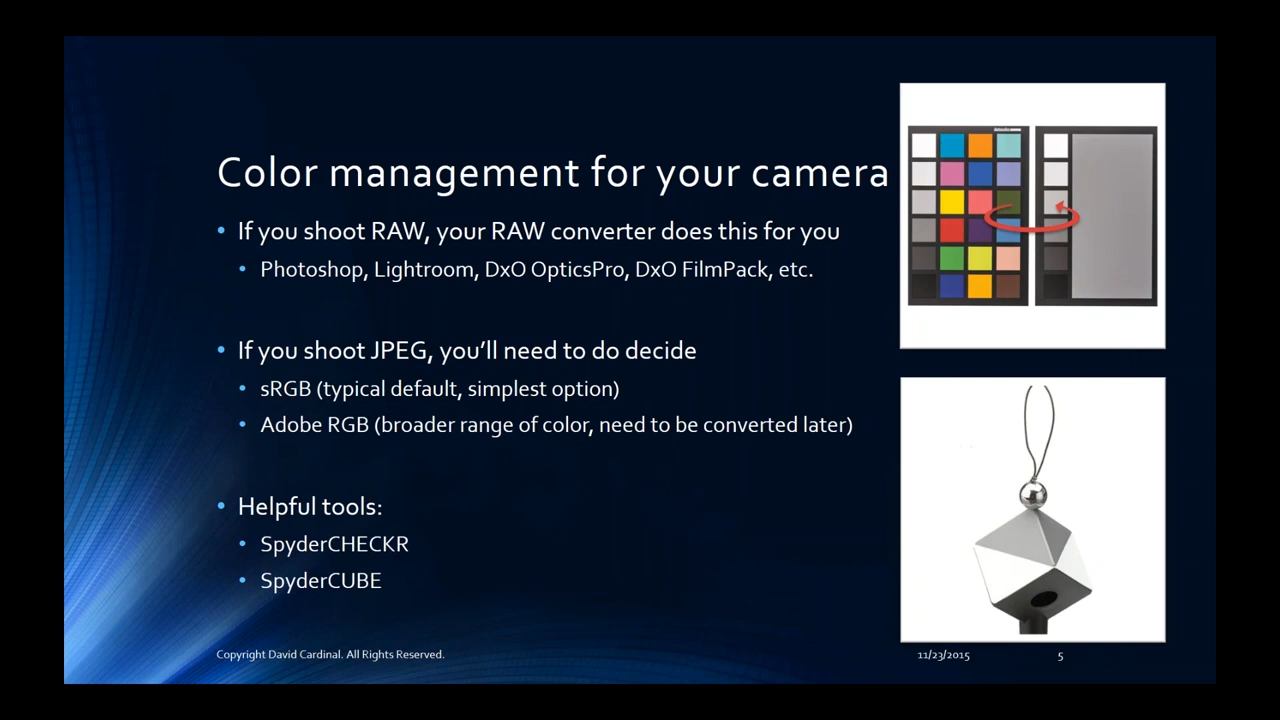 Color management for your camera
• If you shoot RAW, your RAW converter does this for you
• Photoshop, Lightroom, DxO OpticsPro, DxO FilmPack, etc.
• If you shoot JPEG, you’ll need to do decide
• sRGB (typical default, simplest option)
• Adobe RGB (broader range of color, need to be converted later)
• Helpful tools:
• SpyderCHECKR
• SpyderCUBE
Copyright David Cardinal. All Rights Reserved.
11/23/2015
5